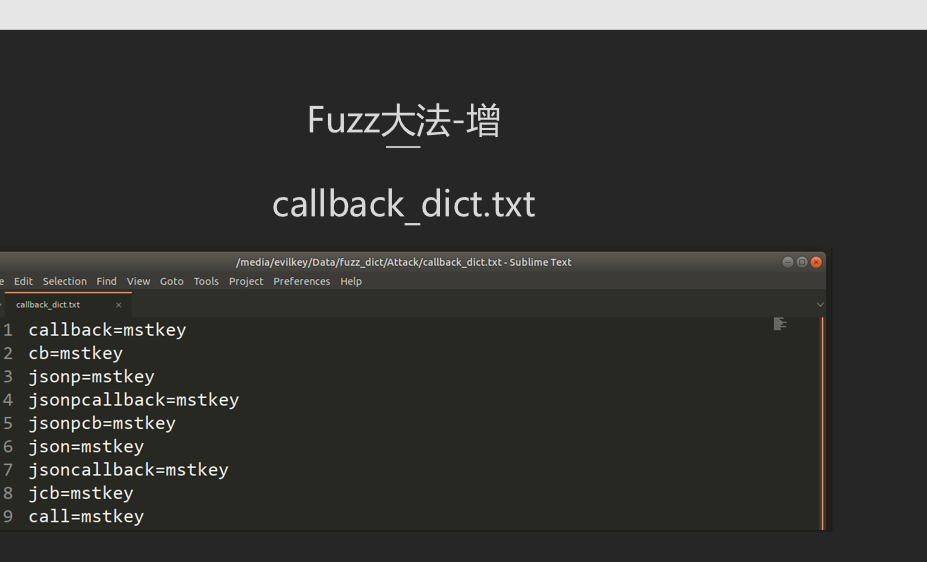 Fuzz大法-增
callback_dict.txt
/media/evilkey/Data/fuzz_dict/Attack/callback_dict.txt - Sublime Text
Edit Selection Find View Goto Tools Project Preferences Help
callback_dict.txt ×
1 callback=mstkey
2 cb=mstkey
3 jsonp=mstkey
4 jsonpcallback=mstkey
5 jsonpcb=mstkey
6 json=mstkey
7 jsoncallback=mstkey
8 jcb=mstkey
9 call=mstkey